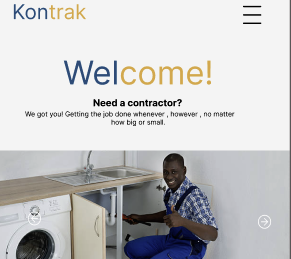 Kontrak
Welcome!
Need a contractor?
We got you! Getting the job done whenever , however , no matter
how big or small.